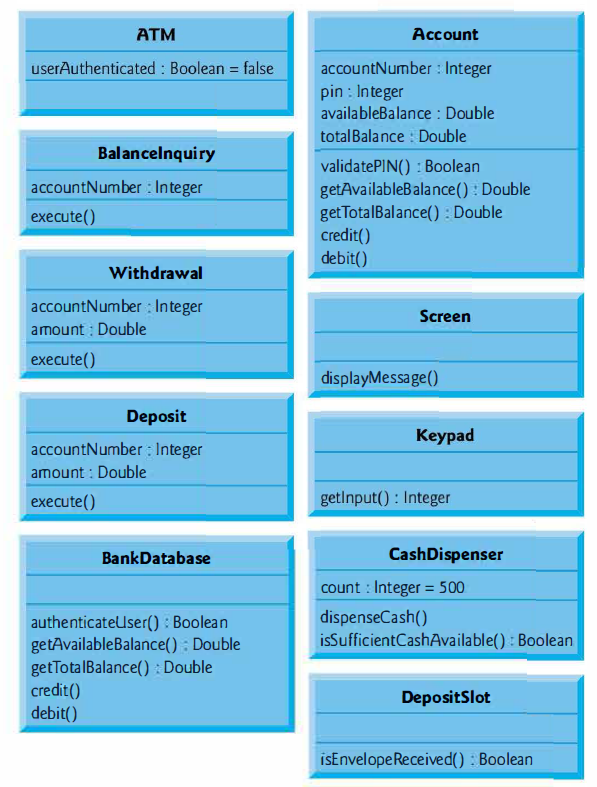 ATM
userAuthenticated : Boolean = false
BalanceInquiry
accountNumber : Integer
execute()
Withdrawal
accountNumber : Integer
amount : Double
execute()
Deposit
accountNumber : Integer
amount : Double
execute()
BankDatabase
authenticateUser() : Boolean
getAvailableBalance() : Double
getTotalBalance() : Double
credit()
debit()
Account
accountNumber : Integer
pin : Integer
availableBalance : Double
totalBalance : Double
validatePIN() : Boolean
getAvailableBalance() : Double
getTotalBalance() : Double
credit()
debit()
Screen
displayMessage()
Keypad
getInput() : Integer
CashDispenser
count : Integer = 500
dispenseCash()
isSufficientCashAvailable() : Boolean
DepositSlot
isEnvelopeReceived() : Boolean